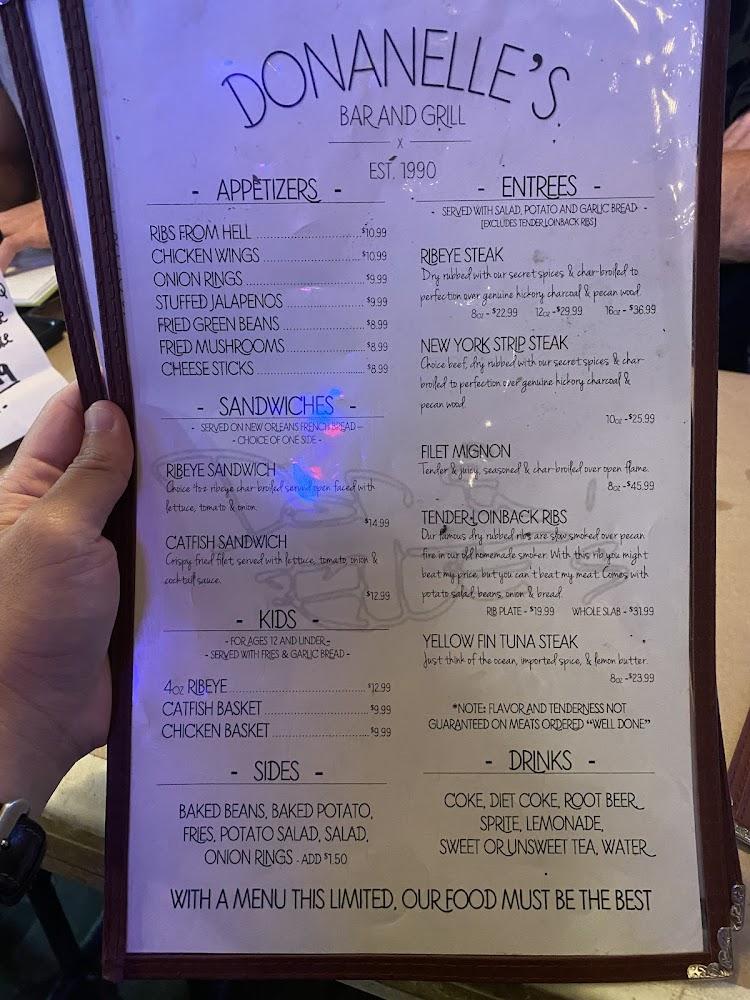 DONANELLE'S
BAR AND GRILL
X
EST. 1990
- APPETIZERS -
RIBS FROM HELL $10.99
CHICKEN WINGS $10.99
ONION RINGS $9.99
STUFFED JALAPENOS $9.99
FRIED GREEN BEANS $8.99
FRIED MUSHROOMS $8.99
CHEESE STICKS $8.99
- SANDWICHES -
- SERVED ON NEW ORLEANS FRENCH BREAD -
- CHOICE OF ONE SIDE -
RIBEYE SANDWICH
Choice 4oz ribeye char-broiled served open faced with
lettuce, tomato & onion.
$14.99
CATFISH SANDWICH
Crispy fried filet served with lettuce, tomato, onion &
cocktail sauce.
$12.99
- KIDS -
- FOR AGES 12 AND UNDER -
- SERVED WITH FRIES & GARLIC BREAD -
4oz RIBEYE $12.99
CATFISH BASKET $9.99
CHICKEN BASKET $9.99
- SIDES -
BAKED BEANS, BAKED POTATO,
FRIES, POTATO SALAD, SALAD,
ONION RINGS - ADD $1.50
- ENTREES -
- SERVED WITH SALAD, POTATO AND GARLIC BREAD -
[EXCLUDES TENDER LOINBACK RIBS]
RIBEYE STEAK
Dry rubbed with our secret spices & char-broiled to
perfection over genuine hickory charcoal & pecan wood.
8oz - $22.99 12oz - $29.99 16oz - $36.99
NEW YORK STRIP STEAK
Choice beef, dry rubbed with our secret spices & char-
broiled to perfection over genuine hickory charcoal &
pecan wood.
10oz - $25.99
FILET MIGNON
Tender & juicy, seasoned & char-broiled over open flame.
8oz - $45.99
TENDER LOINBACK RIBS
Our famous dry rubbed ribs are slow smoked over pecan
fire in our old homemade smoker. With this rib you might
beat my price, but you can't beat my meat. Comes with
potato salad, beans, onion & bread.
RIB PLATE - $19.99 WHOLE SLAB - $31.99
YELLOW FIN TUNA STEAK
Just think of the ocean, imported spice, & lemon butter.
8oz - $23.99
*NOTE: FLAVOR AND TENDERNESS NOT
GUARANTEED ON MEATS ORDERED "WELL DONE"
- DRINKS -
COKE, DIET COKE, ROOT BEER,
SPRITE, LEMONADE,
SWEET OR UNSWEET TEA, WATER
WITH A MENU THIS LIMITED, OUR FOOD MUST BE THE BEST